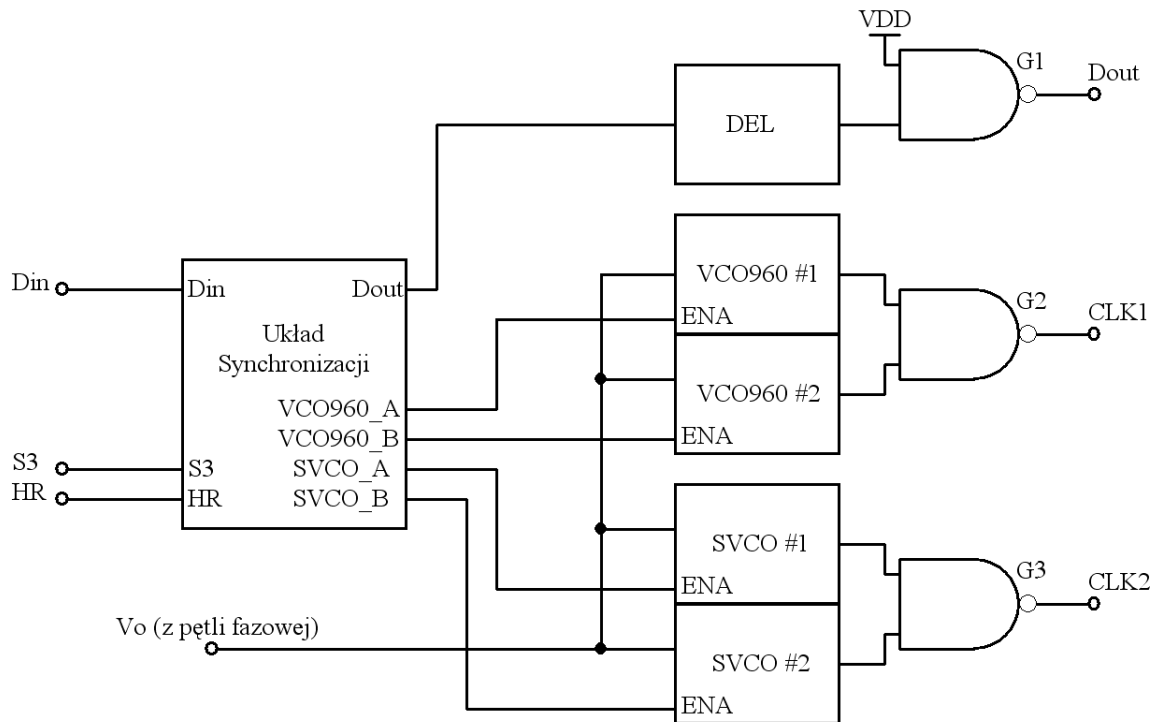 VDD
G1
Dout
DEL
Din
Din
Dout
Układ
Synchronizacji
VCO960_A
VCO960_B
S3
S3
SVCO_A
HR
HR
SVCO_B
VCO960 #1
ENA
VCO960 #2
ENA
G2
CLK1
SVCO #1
ENA
SVCO #2
ENA
G3
CLK2
Vo (z pętli fazowej)